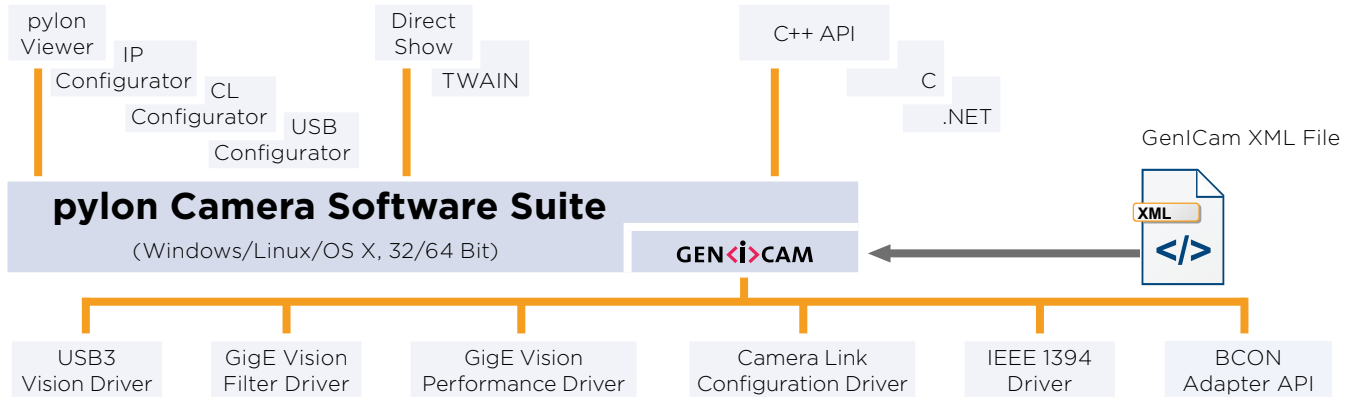 pylon
Viewer
IP
Configurator
CL
Configurator
USB
Configurator
Direct
Show
TWAIN
C++ API
C
.NET
GenICam XML File
XML
</>
pylon Camera Software Suite
(Windows/Linux/OS X, 32/64 Bit)
GEN<i>CAM
USB3
Vision Driver
GigE Vision
Filter Driver
GigE Vision
Performance Driver
Camera Link
Configuration Driver
IEEE 1394
Driver
BCON
Adapter API